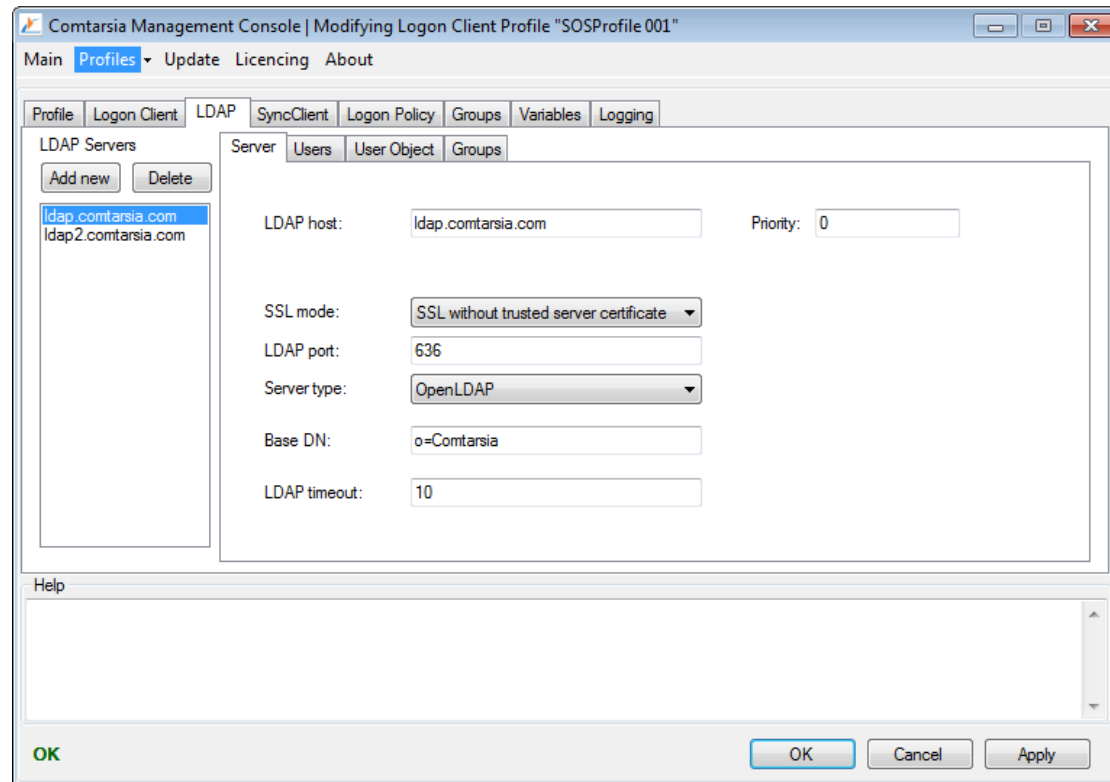 Comtarsia Management Console | Modifying Logon Client Profile "SOSProfile 001"
Main Profiles Update Licencing About
Profile Logon Client LDAP SyncClient Logon Policy Groups Variables Logging
LDAP Servers
Server Users User Object Groups
Add new Delete
ldap.comtarsia.com
ldap2.comtarsia.com
LDAP host: ldap.comtarsia.com Priority: 0
SSL mode: SSL without trusted server certificate
LDAP port: 636
Server type: OpenLDAP
Base DN: o=Comtarsia
LDAP timeout: 10
Help
OK OK Cancel Apply